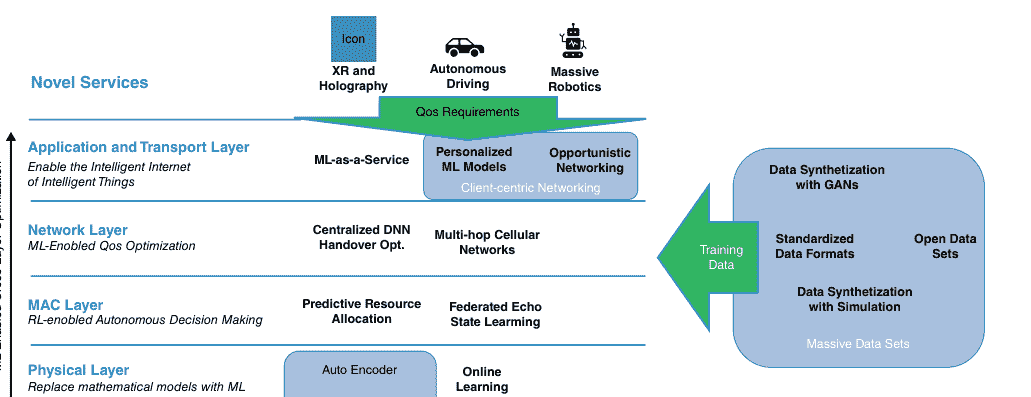 Icon
XR and
Holography
Autonomous
Driving
Massive
Robotics
Novel Services
Qos Requirements
Application and Transport Layer
Enable the Intelligent Internet
of Intelligent Things
ML-as-a-Service
Personalized
ML Models
Opportunistic
Networking
Client-centric Networking
Network Layer
ML-Enabled Qos Optimization
Centralized DNN
Handover Opt.
Multi-hop Cellular
Networks
MAC Layer
RL-enabled Autonomous Decision Making
Predictive Resource
Allocation
Federated Echo
State Learming
Physical Layer
Replace mathematical models with ML
Auto Encoder
Online
Learming
Training
Data
Data Synthetization
with GANs
Standardized
Data Formats
Open Data
Sets
Data Synthetization
with Simulation
Massive Data Sets